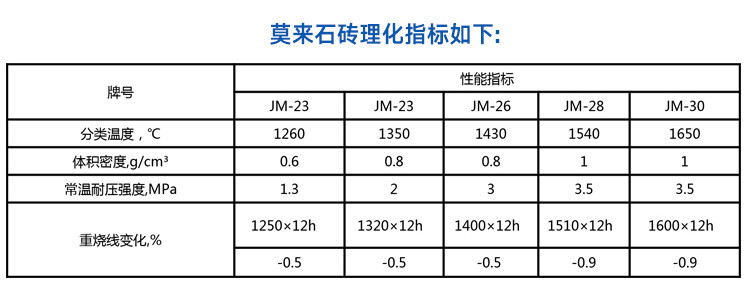 莫来石砖理化指标如下:
牌号 性能指标
JM-23 JM-23 JM-26 JM-28 JM-30
分类温度，℃ 1260 1350 1430 1540 1650
体积密度,g/cm³ 0.6 0.8 0.8 1 1
常温耐压强度,MPa 1.3 2 3 3.5 3.5
重烧线变化,% 1250×12h 1320×12h 1400×12h 1510×12h 1600×12h
-0.5 -0.5 -0.5 -0.9 -0.9